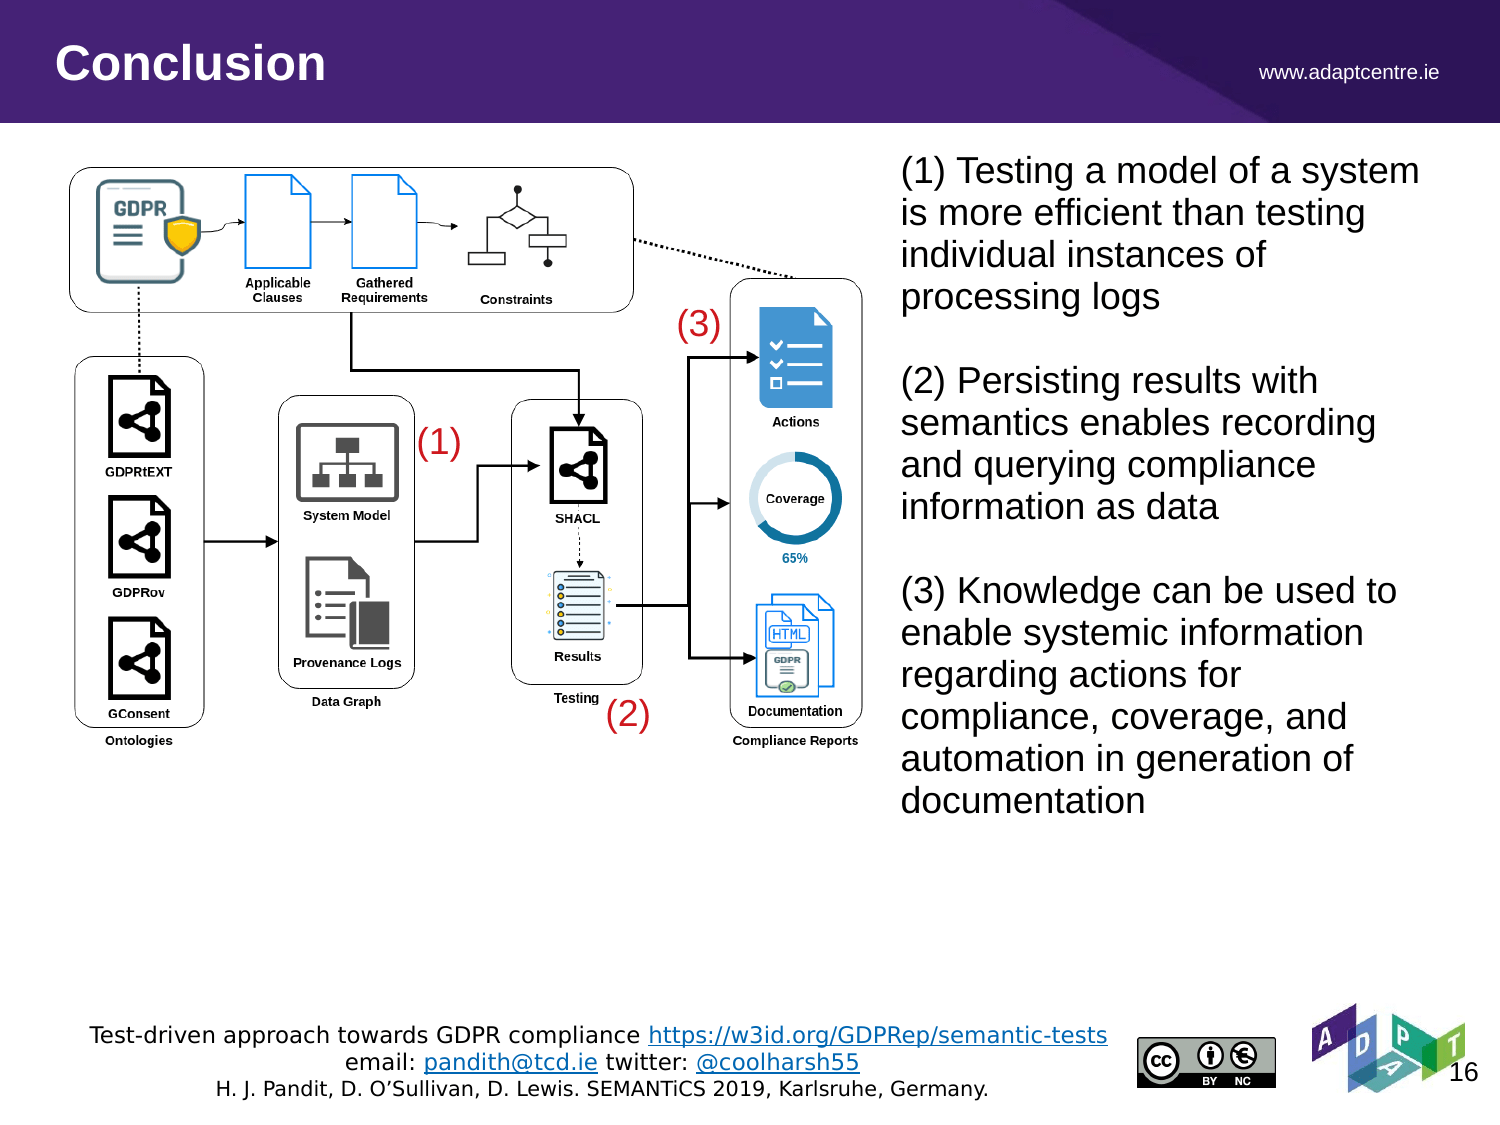 Conclusion
www.adaptcentre.ie
GDPR
Applicable
Clauses
Gathered
Requirements
Constraints
(1)
(2)
(3)
GDPRtEXT
GDPRov
GConsent
Ontologies
System Model
Provenance Logs
Data Graph
SHACL
Results
Testing
Actions
Coverage
65%
HTML
GDPR
Documentation
Compliance Reports
(1) Testing a model of a system
is more efficient than testing
individual instances of
processing logs
(2) Persisting results with
semantics enables recording
and querying compliance
information as data
(3) Knowledge can be used to
enable systemic information
regarding actions for
compliance, coverage, and
automation in generation of
documentation
Test-driven approach towards GDPR compliance https://w3id.org/GDPRep/semantic-tests
email: pandith@tcd.ie twitter: @coolharsh55
H. J. Pandit, D. O’Sullivan, D. Lewis. SEMANTiCS 2019, Karlsruhe, Germany.
cc
BY NC
ADAPT
16